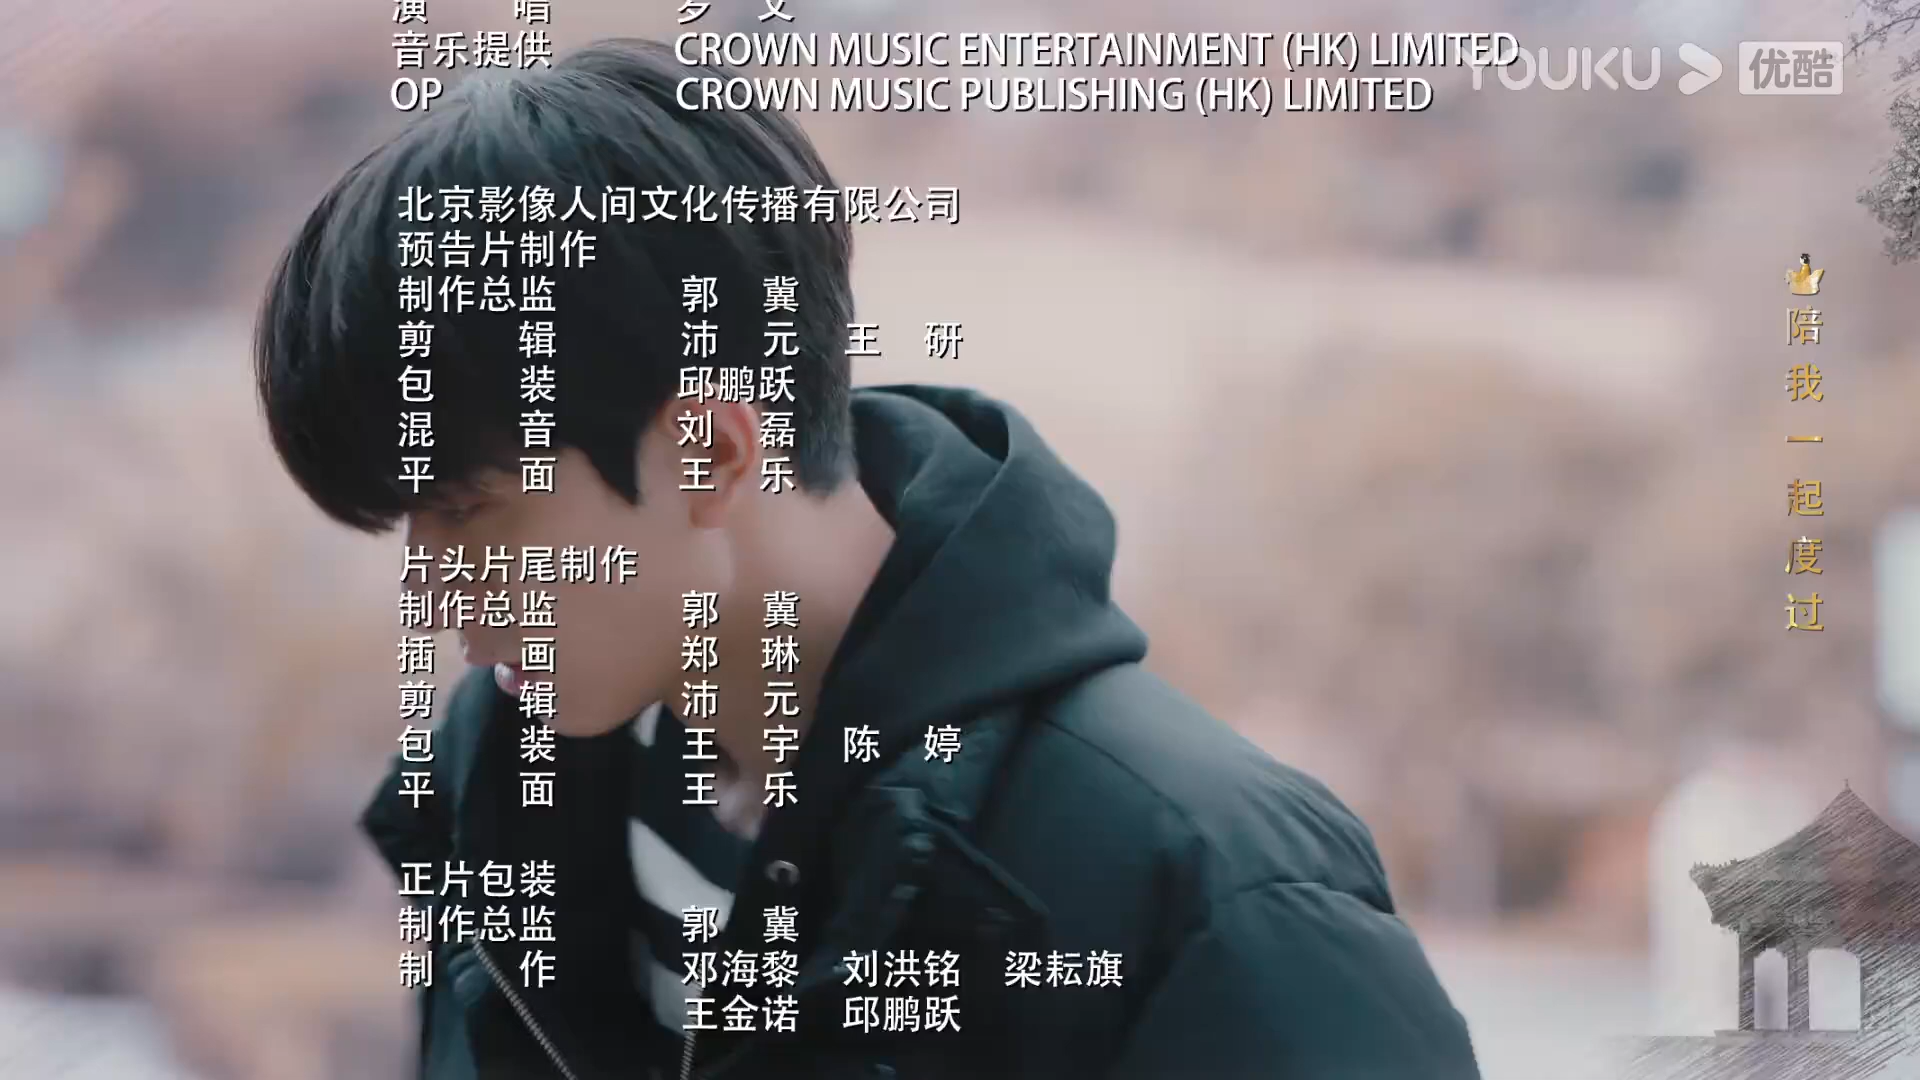 演 唱 罗 文
音乐提供 CROWN MUSIC ENTERTAINMENT (HK) LIMITED
OP CROWN MUSIC PUBLISHING (HK) LIMITED
YOUKU 优酷
北京影像人间文化传播有限公司
预告片制作
制作总监 郭 冀
剪 辑 沛 元 王 研
包 装 邱鹏跃
混 音 刘 磊
平 面 王 乐
片头片尾制作
制作总监 郭 冀
插 画 郑 琳
剪 辑 沛 元
包 装 王 宇 陈 婷
平 面 王 乐
正片包装
制作总监 郭 冀
制 作 邓海黎 刘洪铭 梁耘旗
王金诺 邱鹏跃
陪我一起度过